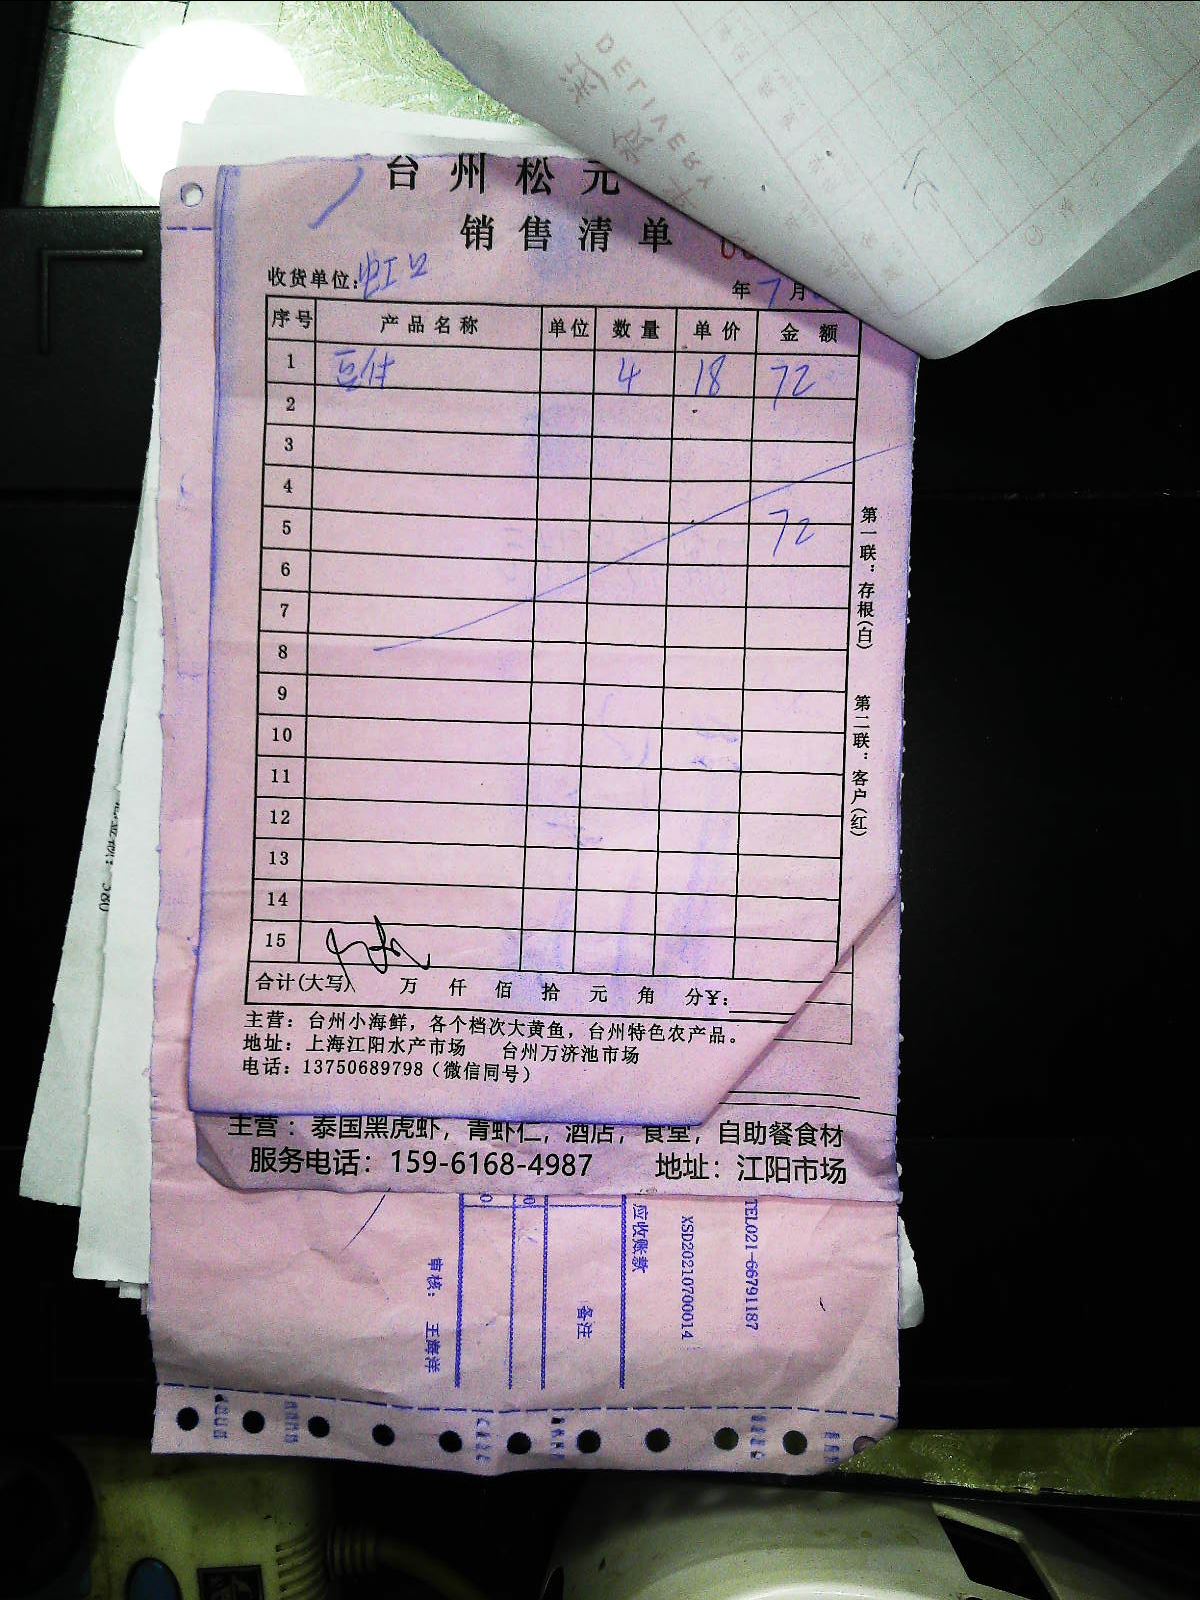 DELIVERY
台州松元
销售清单
收货单位：虹口
年 7 月
序号 产品名称 单位 数量 单价 金额
1 豆付 4 18 72
2
3
4
5 72
6
7
8
9
10
11
12
13
14
15
合计(大写) 万 仟 佰 拾 元 角 分¥:
主营：台州小海鲜，各个档次大黄鱼，台州特色农产品。
地址：上海江阳水产市场 台州万济池市场
电话：13750689798（微信同号）
第一联：存根(白)
第二联：客户(红)
主营：泰国黑虎虾，青虾仁，酒店，食堂，自助餐食材
服务电话：159-6168-4987 地址：江阳市场
TEL021-66791187
XSD20210700014
应收账款
备注
审核： 王海洋